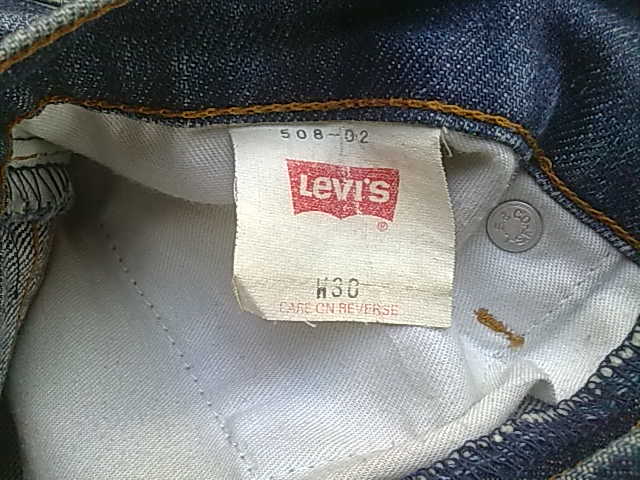 508-02
LEVI'S
®
W30
CARE ON REVERSE